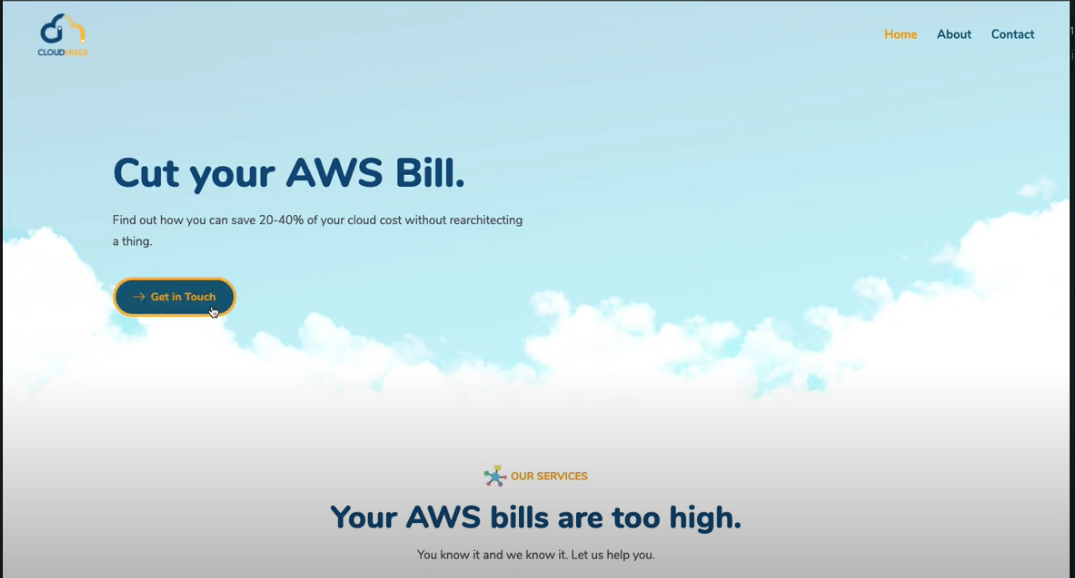 CLOUDMISER
Home
About
Contact
Cut your AWS Bill.
Find out how you can save 20-40% of your cloud cost without rearchitecting
a thing.
Get in Touch
OUR SERVICES
Your AWS bills are too high.
You know it and we know it. Let us help you.